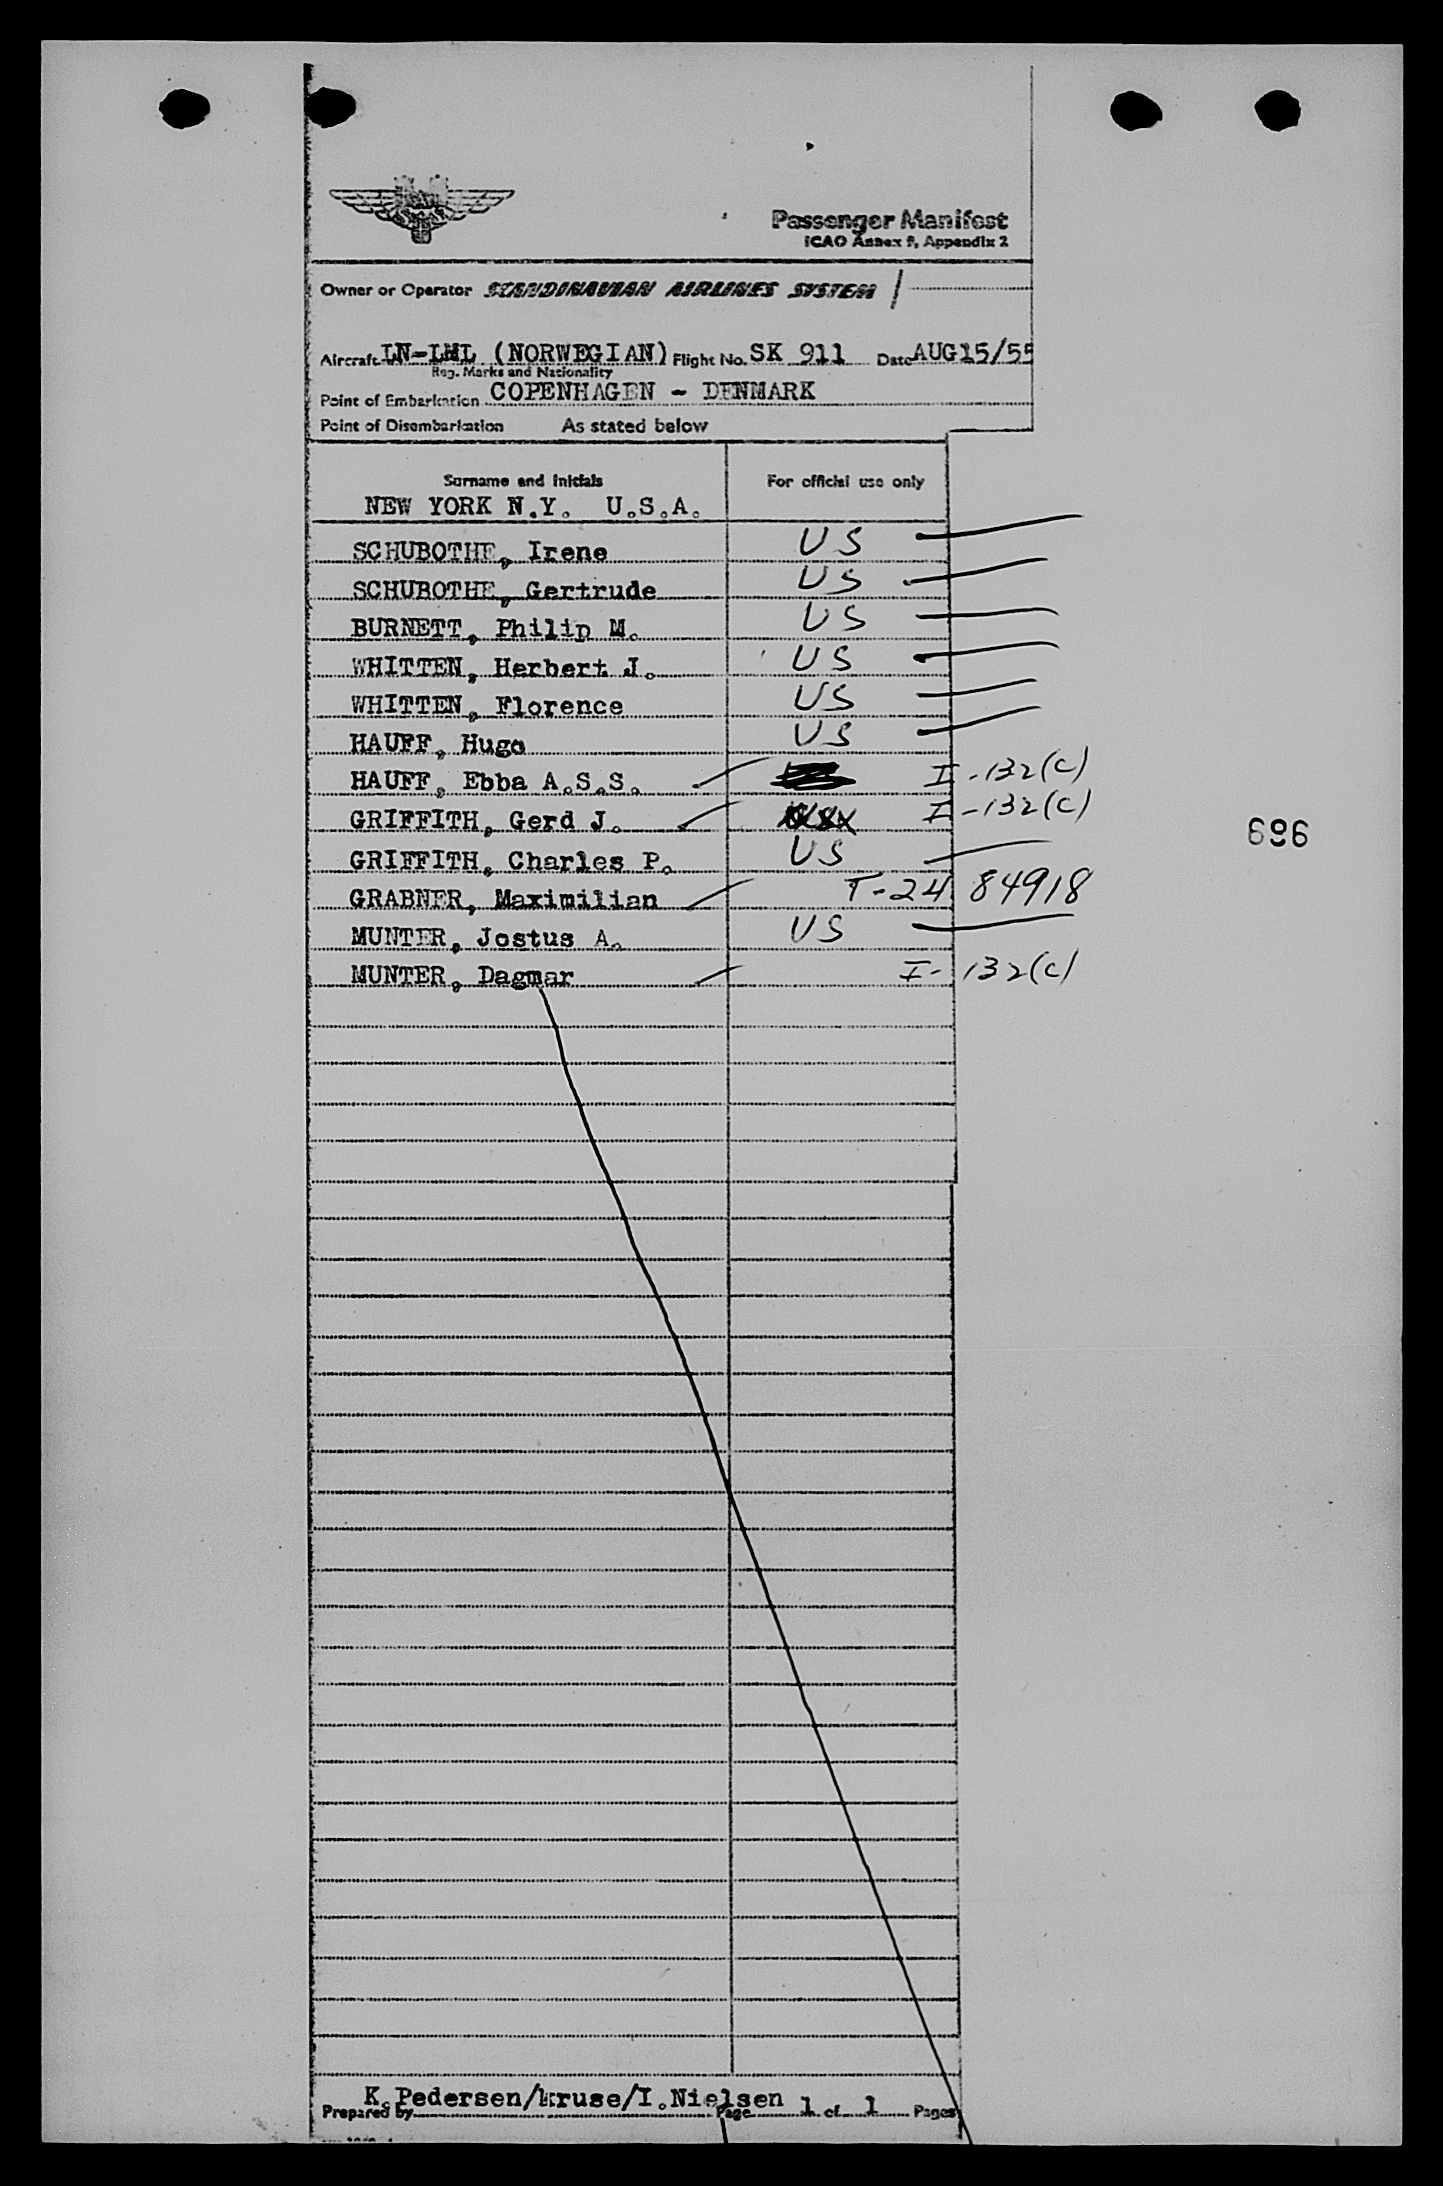 SAS
Passenger Manifest
ICAO Annex 9, Appendix 2
Owner or Operator SCANDINAVIAN AIRLINES SYSTEM
Aircraft LN-LML (NORWEGIAN) Flight No. SK 911 Date AUG15/55
Reg. Marks and Nationality
Point of Embarkation COPENHAGEN - DENMARK
Point of Disembarkation As stated below
Surname and Initials For official use only
NEW YORK N.Y. U.S.A.
SCHUBOTHE, Irene US
SCHUBOTHE, Gertrude US
BURNETT, Philip M. US
WHITTEN, Herbert J. US
WHITTEN, Florence US
HAUFF, Hugo US
HAUFF, Ebba A.S.S. I-132(c)
GRIFFITH, Gerd J. I-132(c)
GRIFFITH, Charles P. US
GRABNER, Maximilian T-24 84918
MUNTER, Jostus A. US
MUNTER, Dagmar I-132(c)
696
K.Pedersen/Kruse/I.Nielsen
Prepared by Page 1 of 1 Pages